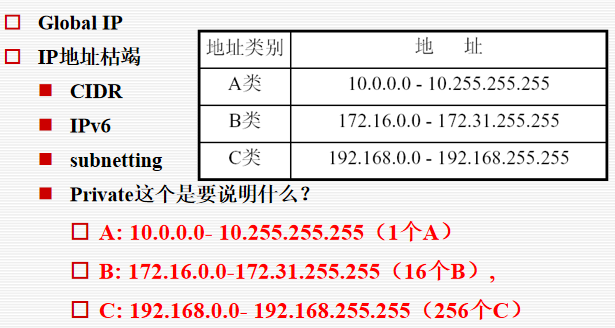 Global IP
IP地址枯竭
CIDR
IPv6
subnetting
Private这个是要说明什么?
A: 10.0.0.0- 10.255.255.255（1个A）
B: 172.16.0.0-172.31.255.255（16个B）,
C: 192.168.0.0- 192.168.255.255（256个C）
地址类别 地 址
A类 10.0.0.0 - 10.255.255.255
B类 172.16.0.0 - 172.31.255.255
C类 192.168.0.0 - 192.168.255.255